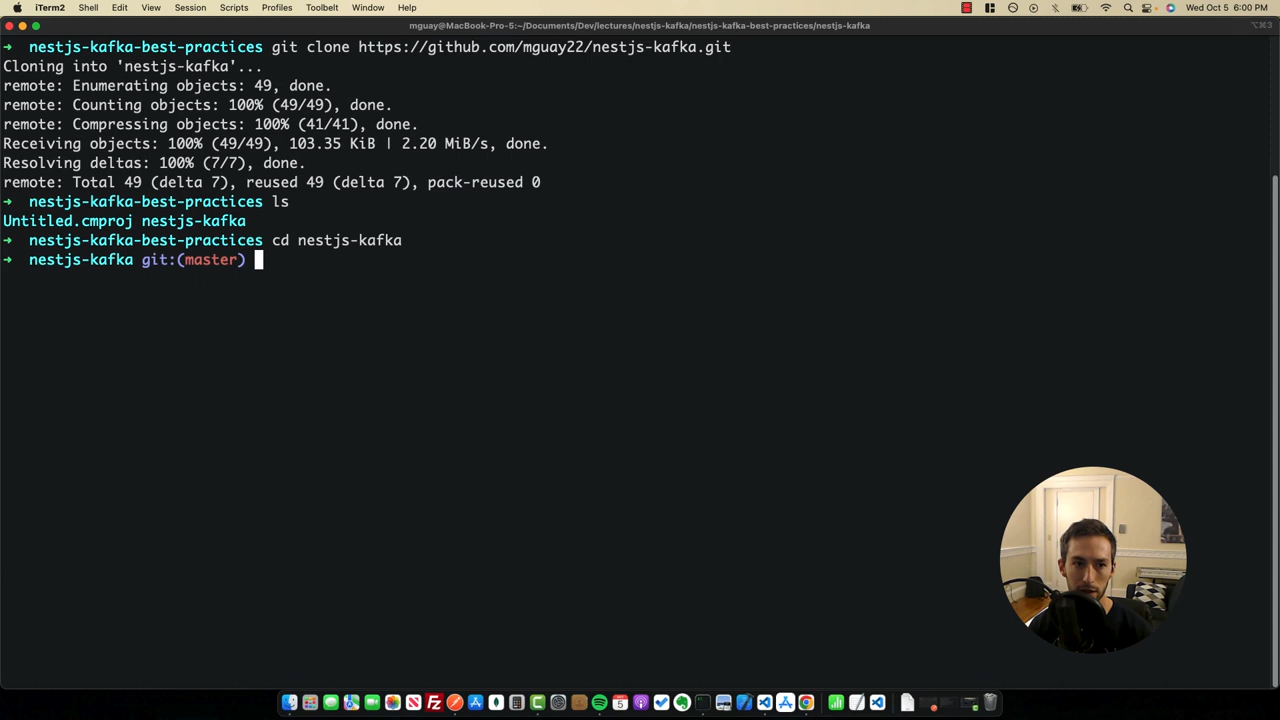 iTerm2 Shell Edit View Session Scripts Profiles Toolbelt Window Help Wed Oct 5 6:00 PM
mguay@MacBook-Pro-5:~/Documents/Dev/lectures/nestjs-kafka-best-practices/nestjs-kafka ⌥⌘3
➜ nestjs-kafka-best-practices git clone https://github.com/mguay22/nestjs-kafka.git
Cloning into 'nestjs-kafka'...
remote: Enumerating objects: 49, done.
remote: Counting objects: 100% (49/49), done.
remote: Compressing objects: 100% (41/41), done.
Receiving objects: 100% (49/49), 103.35 KiB | 2.20 MiB/s, done.
Resolving deltas: 100% (7/7), done.
remote: Total 49 (delta 7), reused 49 (delta 7), pack-reused 0
➜ nestjs-kafka-best-practices ls
Untitled.cmproj nestjs-kafka
➜ nestjs-kafka-best-practices cd nestjs-kafka
➜ nestjs-kafka git:(master)